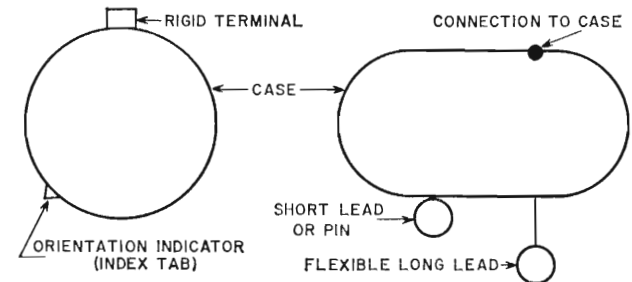 RIGID TERMINAL
CONNECTION TO CASE
CASE
SHORT LEAD
OR PIN
ORIENTATION INDICATOR
(INDEX TAB)
FLEXIBLE LONG LEAD